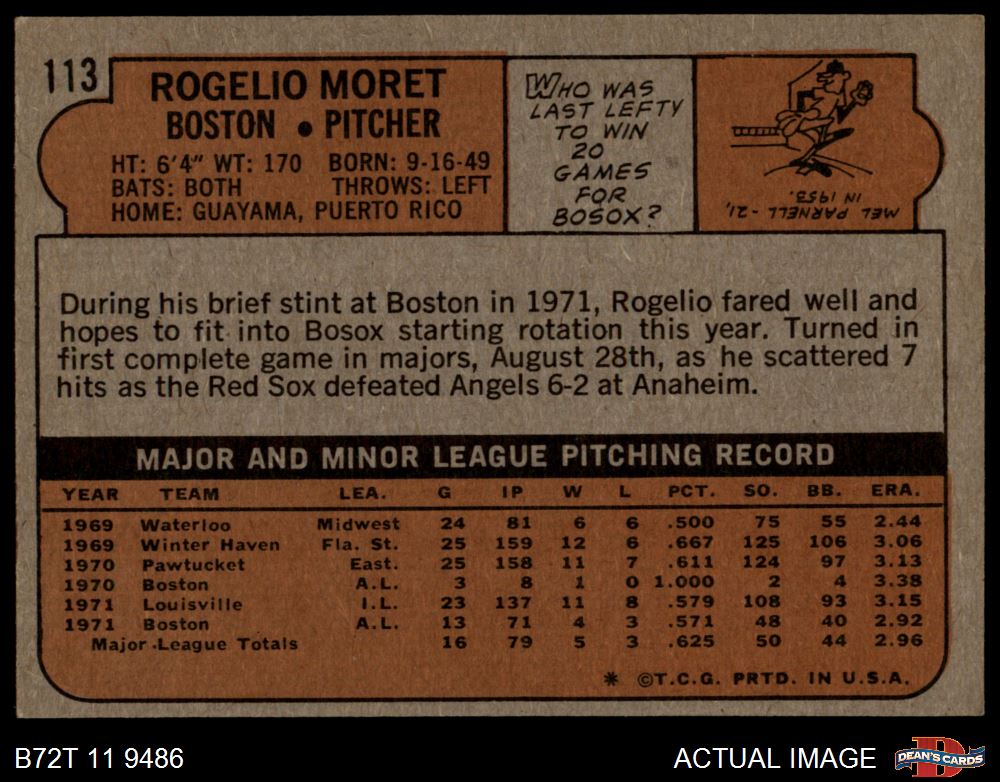 113
ROGELIO MORET
BOSTON • PITCHER
HT: 6'4" WT: 170 BORN: 9-16-49
BATS: BOTH THROWS: LEFT
HOME: GUAYAMA, PUERTO RICO
WHO WAS
LAST LEFTY
TO WIN
20
GAMES
FOR
BOSOX?
MEL PARNELL - 21,
IN 1953.
During his brief stint at Boston in 1971, Rogelio fared well and
hopes to fit into Bosox starting rotation this year. Turned in
first complete game in majors, August 28th, as he scattered 7
hits as the Red Sox defeated Angels 6-2 at Anaheim.
MAJOR AND MINOR LEAGUE PITCHING RECORD
YEAR TEAM LEA. G IP W L PCT. SO. BB. ERA.
1969 Waterloo Midwest 24 81 6 6 .500 75 55 2.44
1969 Winter Haven Fla. St. 25 159 12 6 .667 125 106 3.06
1970 Pawtucket East. 25 158 11 7 .611 124 97 3.13
1970 Boston A.L. 3 8 1 0 1.000 2 4 3.38
1971 Louisville I.L. 23 137 11 8 .579 108 93 3.15
1971 Boston A.L. 13 71 4 3 .571 48 40 2.92
Major League Totals 16 79 5 3 .625 50 44 2.96
* ©T.C.G. PRTD. IN U.S.A.
B72T 11 9486
ACTUAL IMAGE
D
DEAN'S CARDS